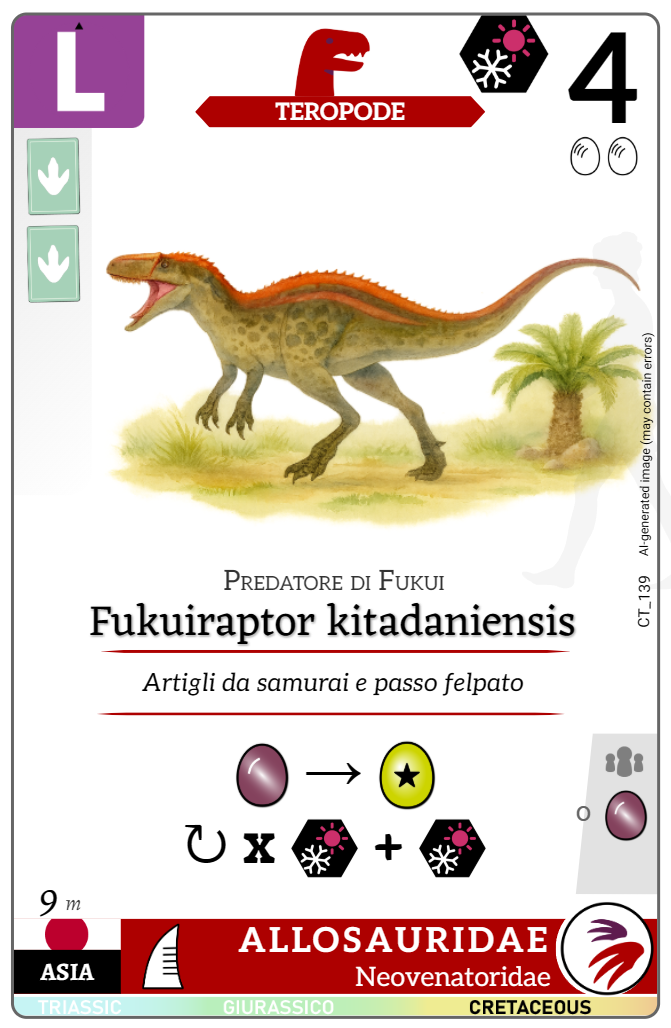 L
TEROPODE
4
AI-generated image (may contain errors)
CT_139
PREDATORE DI FUKUI
Fukuiraptor kitadaniensis
Artigli da samurai e passo felpato
O
x
+
9 m
ASIA
ALLOSAURIDAE
Neovenatoridae
TRIASSIC
GIURASSICO
CRETACEOUS